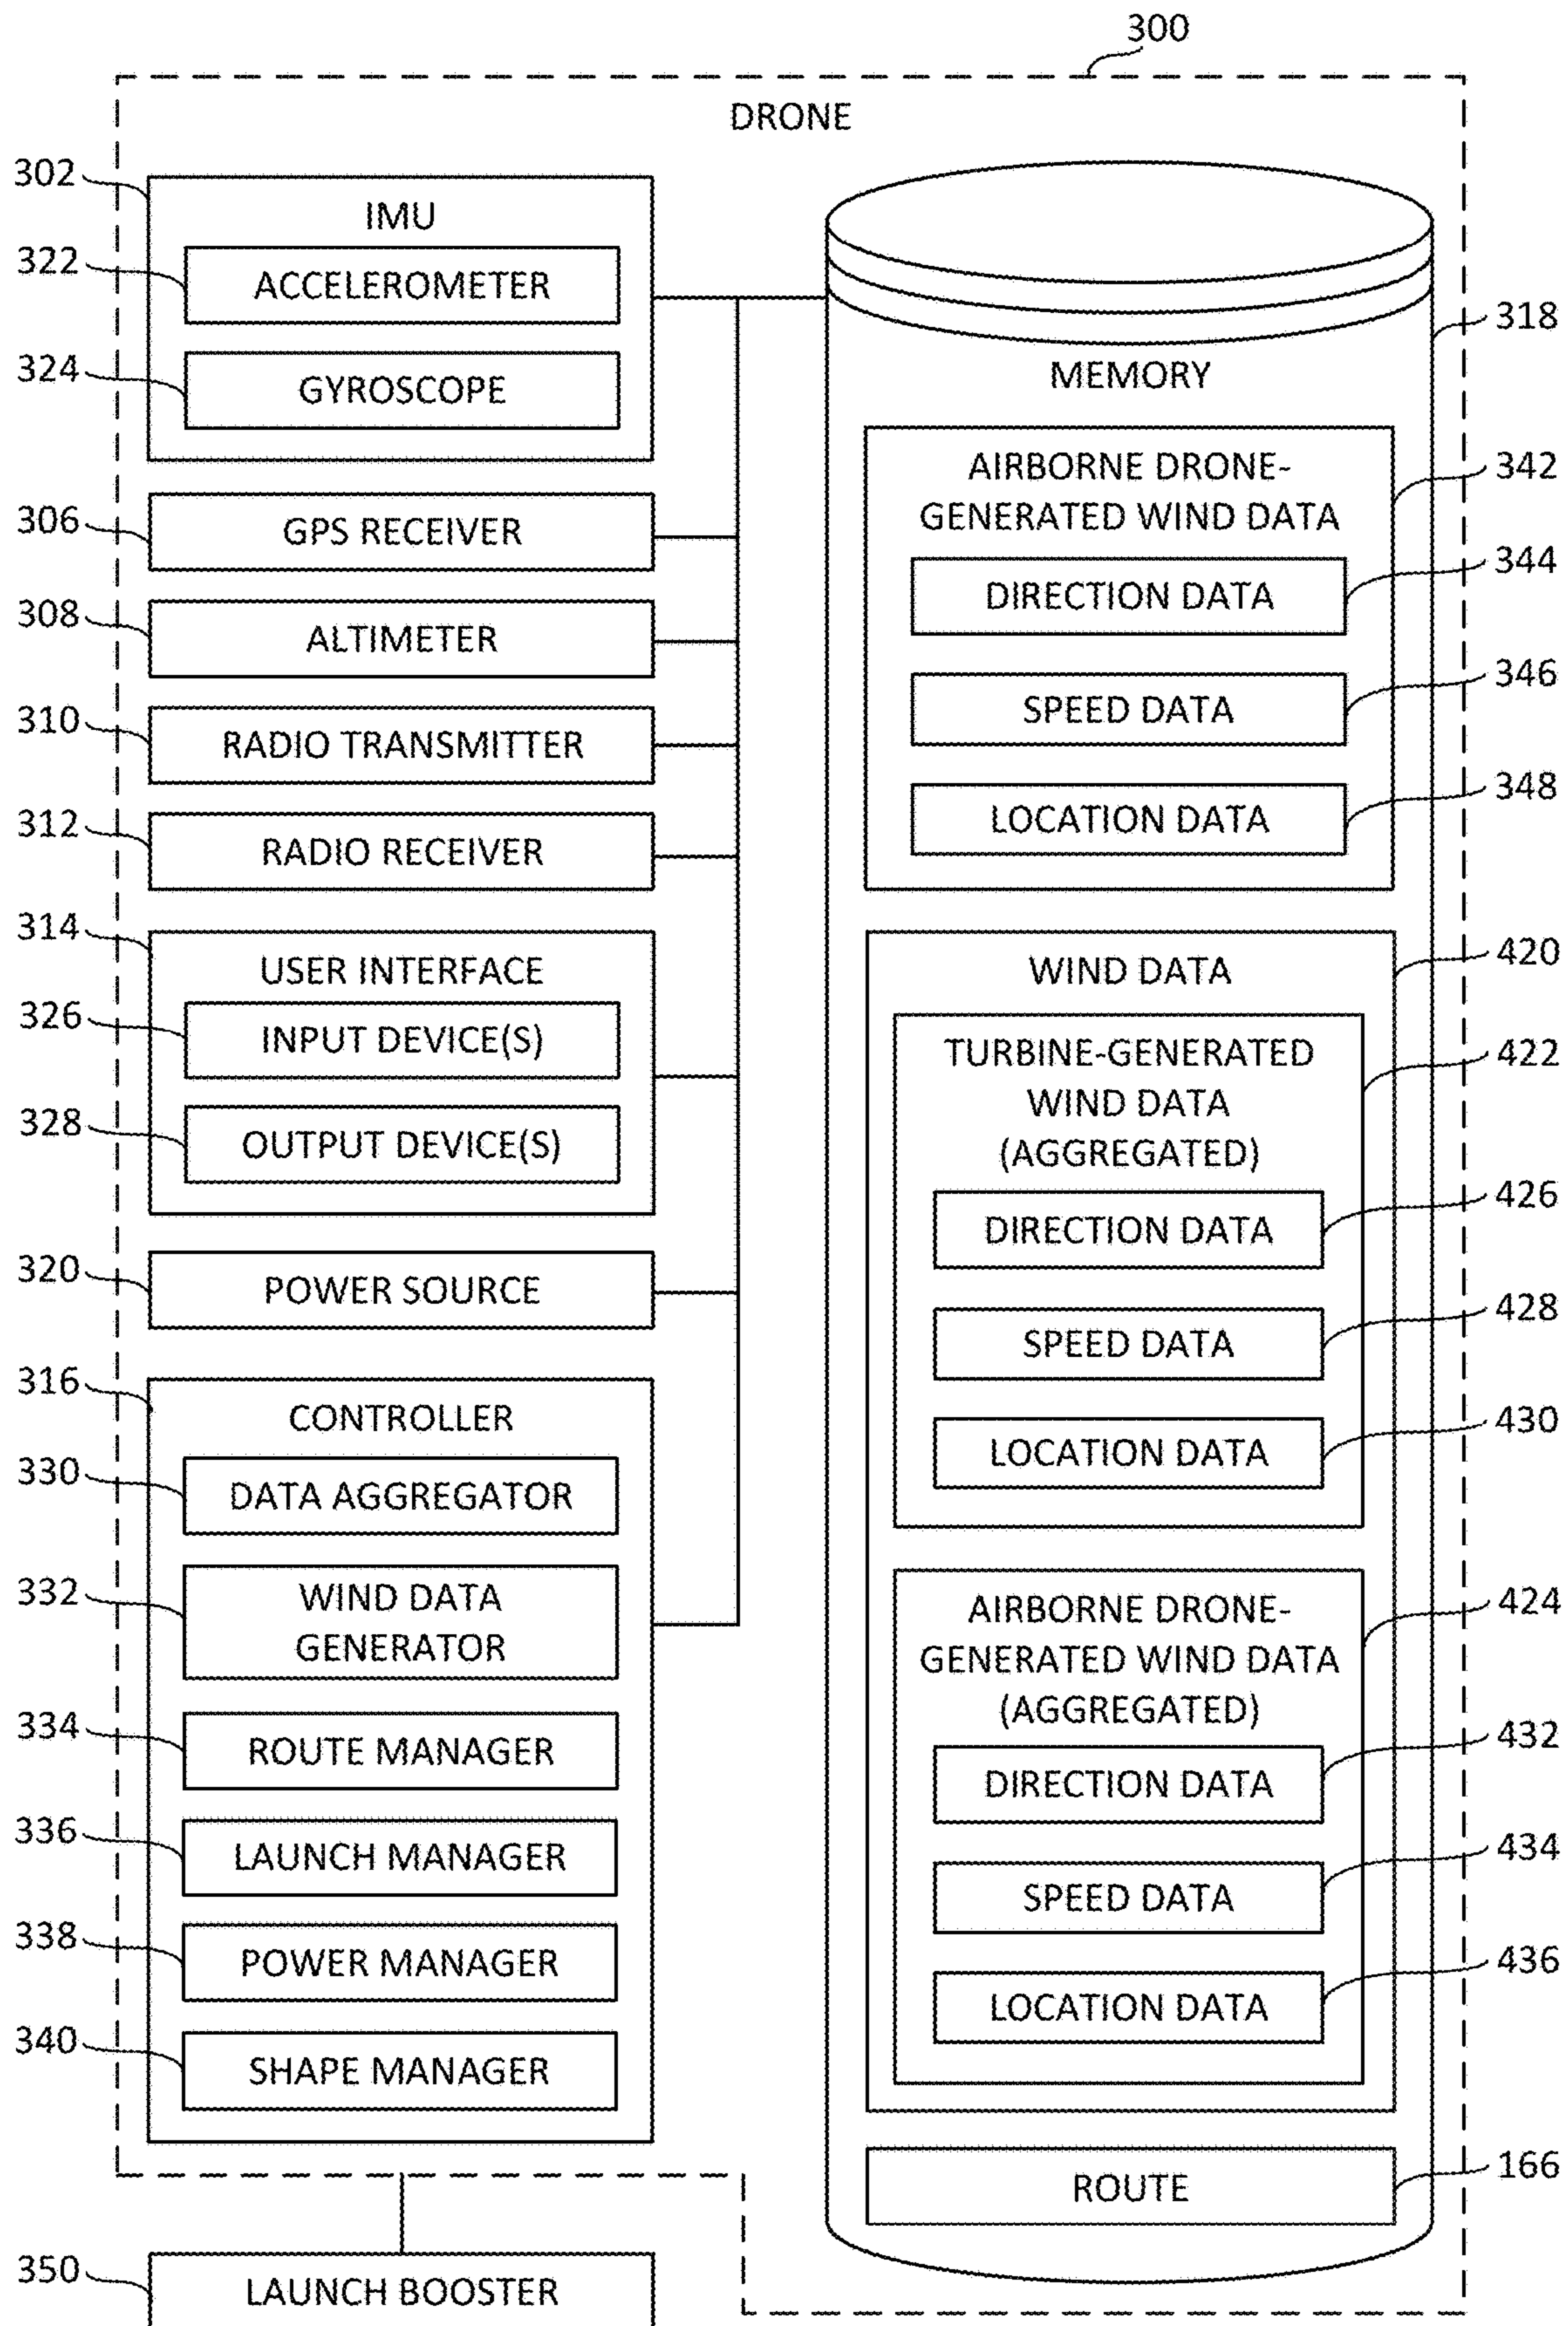 300
DRONE
302
IMU
322
ACCELEROMETER
324
GYROSCOPE
306
GPS RECEIVER
308
ALTIMETER
310
RADIO TRANSMITTER
312
RADIO RECEIVER
314
USER INTERFACE
326
INPUT DEVICE(S)
328
OUTPUT DEVICE(S)
320
POWER SOURCE
316
CONTROLLER
330
DATA AGGREGATOR
332
WIND DATA
GENERATOR
334
ROUTE MANAGER
336
LAUNCH MANAGER
338
POWER MANAGER
340
SHAPE MANAGER
350
LAUNCH BOOSTER
318
MEMORY
AIRBORNE DRONE-
GENERATED WIND DATA
342
DIRECTION DATA
344
SPEED DATA
346
LOCATION DATA
348
WIND DATA
420
TURBINE-GENERATED
WIND DATA
(AGGREGATED)
422
DIRECTION DATA
426
SPEED DATA
428
LOCATION DATA
430
AIRBORNE DRONE-
GENERATED WIND DATA
(AGGREGATED)
424
DIRECTION DATA
432
SPEED DATA
434
LOCATION DATA
436
ROUTE
166